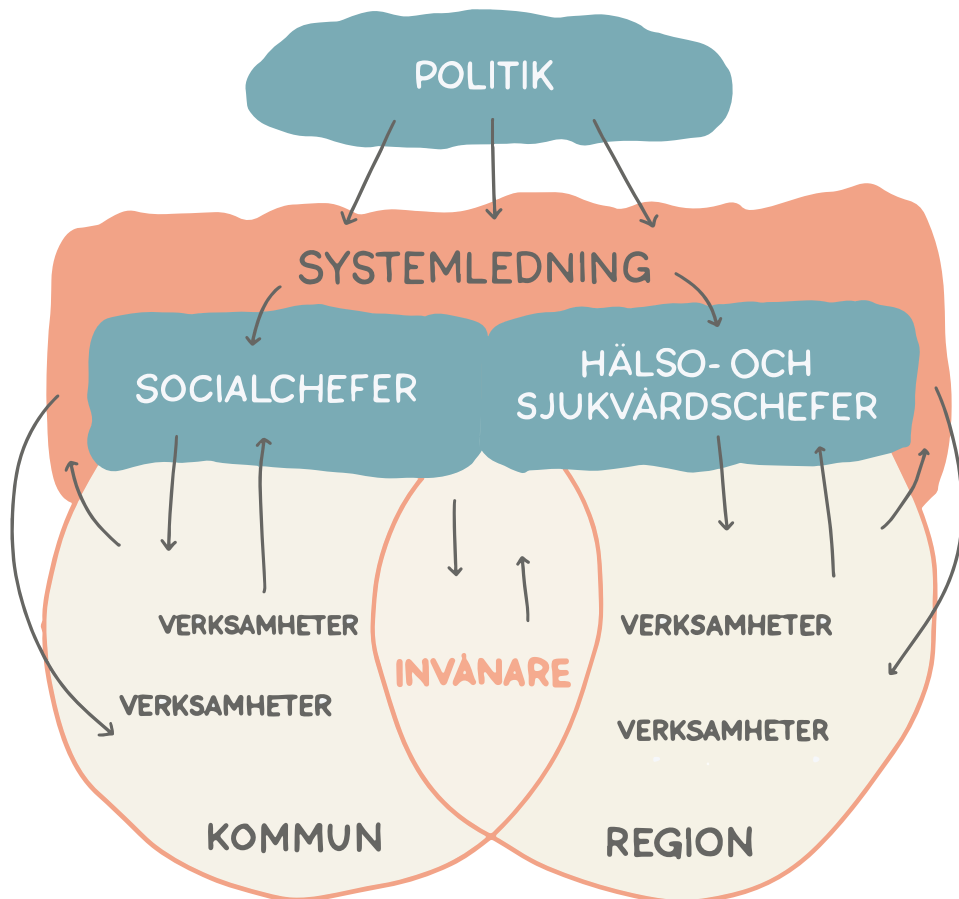 POLITIK
SYSTEMLEDNING
SOCIALCHEFER
HÄLSO- OCH
SJUKVÅRDSCHEFER
VERKSAMHETER
VERKSAMHETER
INVÅNARE
VERKSAMHETER
VERKSAMHETER
KOMMUN
REGION